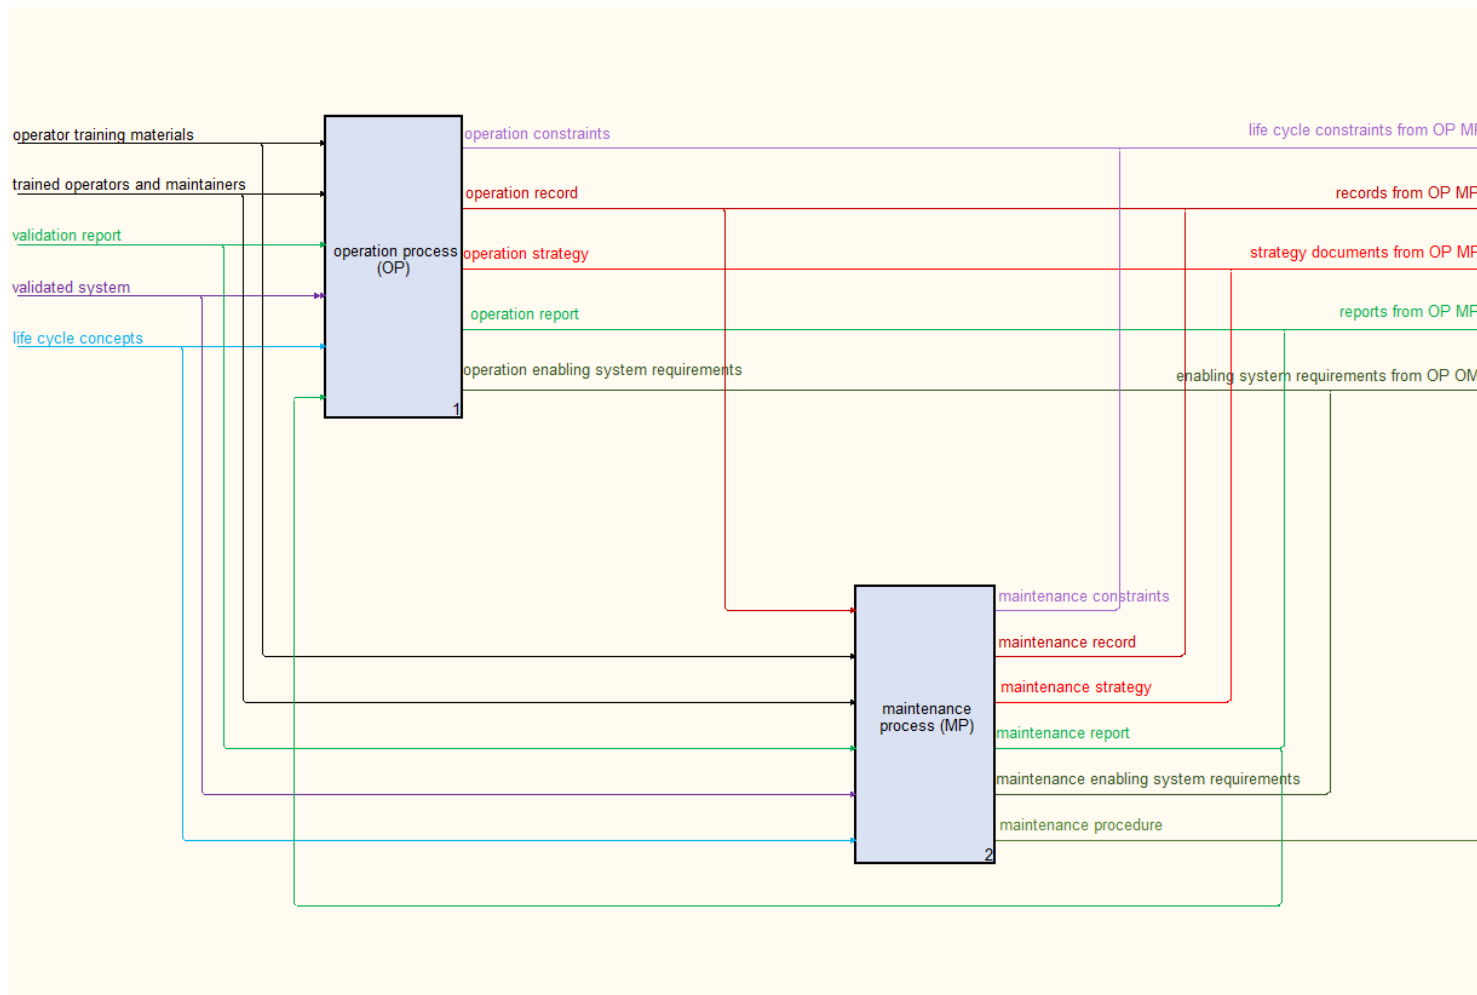 operator training materials
trained operators and maintainers
validation report
validated system
life cycle concepts
operation process
(OP)
1
operation constraints
operation record
operation strategy
operation report
operation enabling system requirements
life cycle constraints from OP MP
records from OP MP
strategy documents from OP MP
reports from OP MP
enabling system requirements from OP OM
maintenance
process (MP)
2
maintenance constraints
maintenance record
maintenance strategy
maintenance report
maintenance enabling system requirements
maintenance procedure